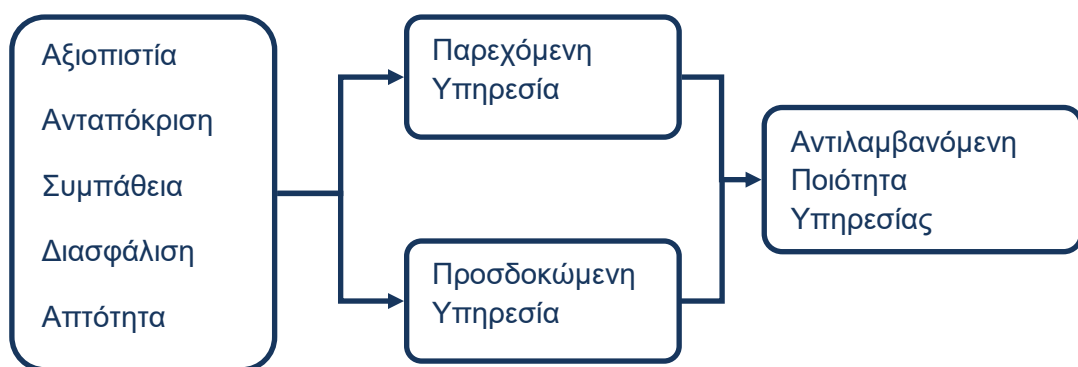 Αξιοπιστία
Ανταπόκριση
Συμπάθεια
Διασφάλιση
Απτότητα
Παρεχόμενη
Υπηρεσία
Προσδοκώμενη
Υπηρεσία
Αντιλαμβανόμενη
Ποιότητα
Υπηρεσίας